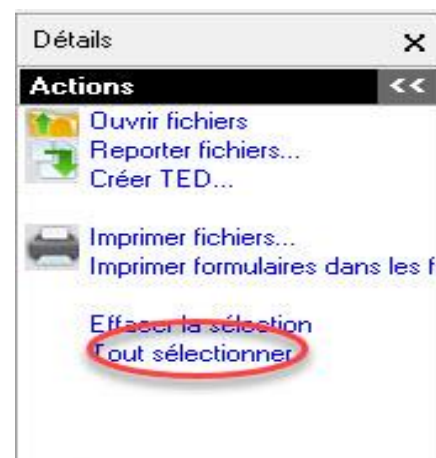 Détails
Actions <<
Ouvrir fichiers
Reporter fichiers...
Créer TED...
Imprimer fichiers...
Imprimer formulaires dans les f
Effacer la sélection
Tout sélectionner